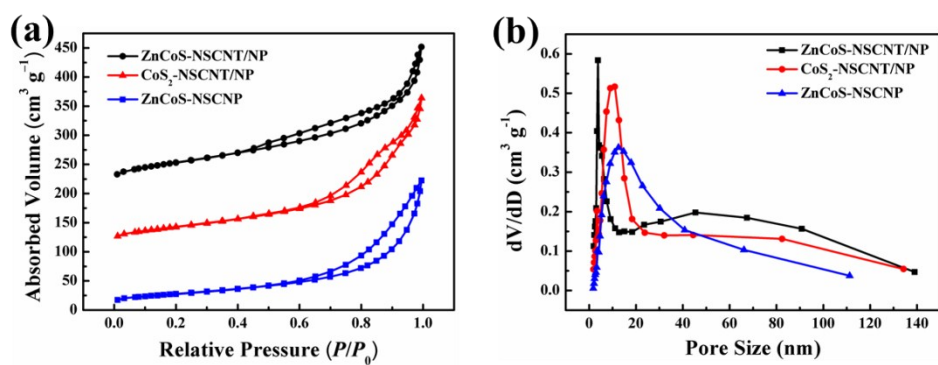 (a)
ZnCoS-NSCNT/NP
CoS₂-NSCNT/NP
ZnCoS-NSCNP
Absorbed Volume (cm³ g⁻¹)
450
400
350
300
250
200
150
100
50
0
0.0 0.2 0.4 0.6 0.8 1.0
Relative Pressure (P/P₀)
(b)
ZnCoS-NSCNT/NP
CoS₂-NSCNT/NP
ZnCoS-NSCNP
dV/dD (cm³ g⁻¹)
0.6
0.5
0.4
0.3
0.2
0.1
0.0
0 20 40 60 80 100 120 140
Pore Size (nm)